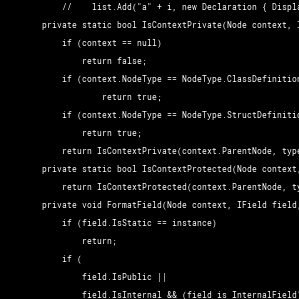 //    list.Add("a" + i, new Declaration { Displ
private static bool IsContextPrivate(Node context,
if (context == null)
return false;
if (context.NodeType == NodeType.ClassDefinition
return true;
if (context.NodeType == NodeType.StructDefiniti
return true;
return IsContextPrivate(context.ParentNode, type
private static bool IsContextProtected(Node context,
return IsContextProtected(context.ParentNode, ty
private void FormatField(Node context, IField field,
if (field.IsStatic == instance)
return;
if (
field.IsPublic ||
field.IsInternal && (field is InternalField